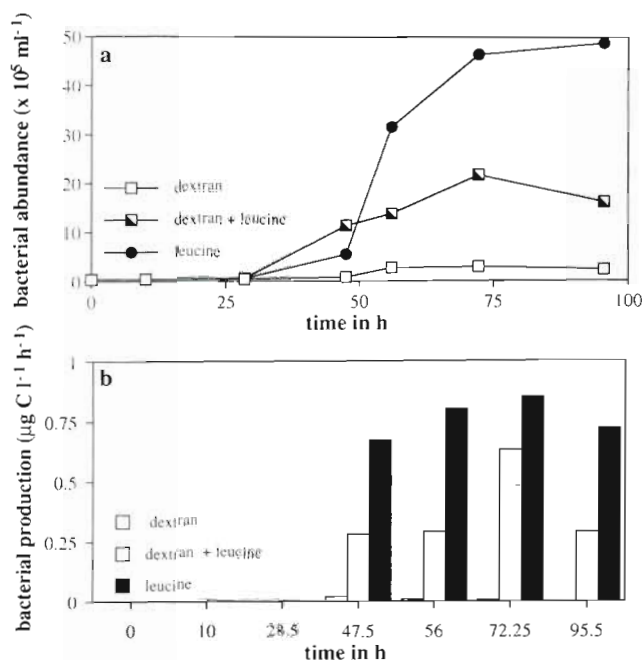 a
bacterial abundance (x 10⁵ ml⁻¹)
50
40
30
20
10
0
dextran
dextran + leucine
leucine
0 25 50 75 100
time in h
b
bacterial production (µg C l⁻¹ h⁻¹)
1
0.75
0.5
0.25
0
dextran
dextran + leucine
leucine
0 10 28.5 47.5 56 72.25 95.5
time in h